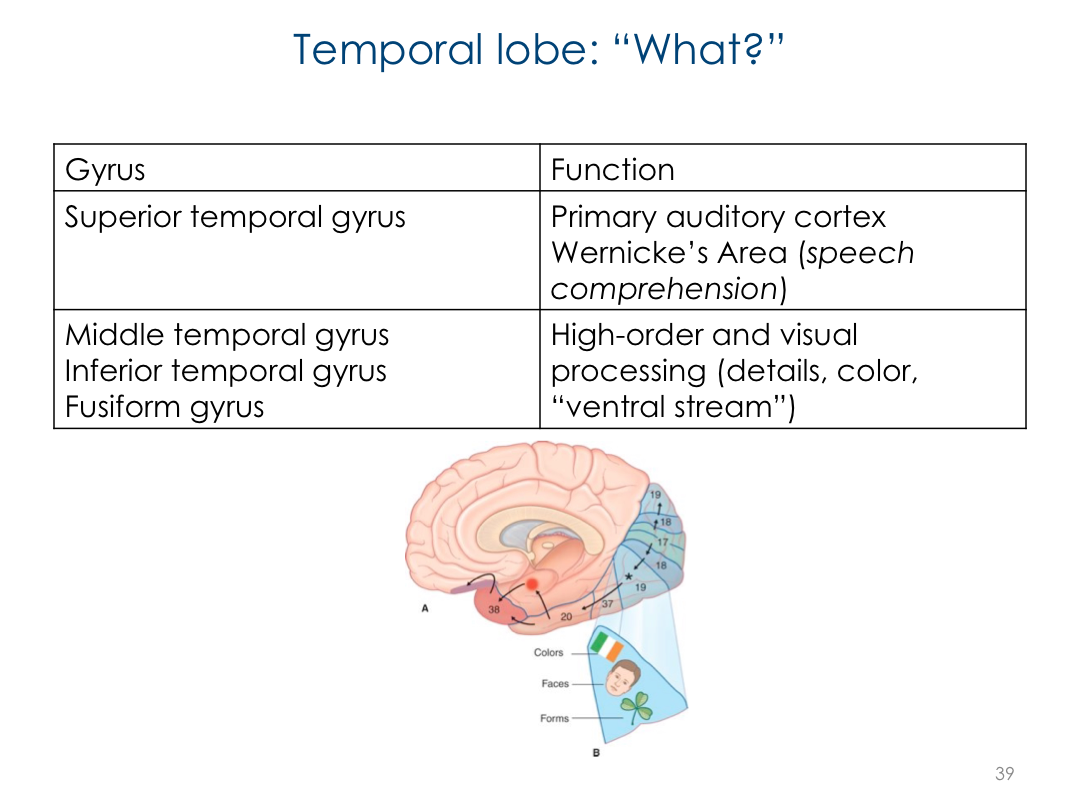 Temporal lobe: “What?”
Gyrus
Function
Superior temporal gyrus
Primary auditory cortex
Wernicke’s Area (speech
comprehension)
Middle temporal gyrus
Inferior temporal gyrus
Fusiform gyrus
High-order and visual
processing (details, color,
“ventral stream”)
19
18
17
18
*
19
37
20
38
A
Colors
Faces
Forms
B
39